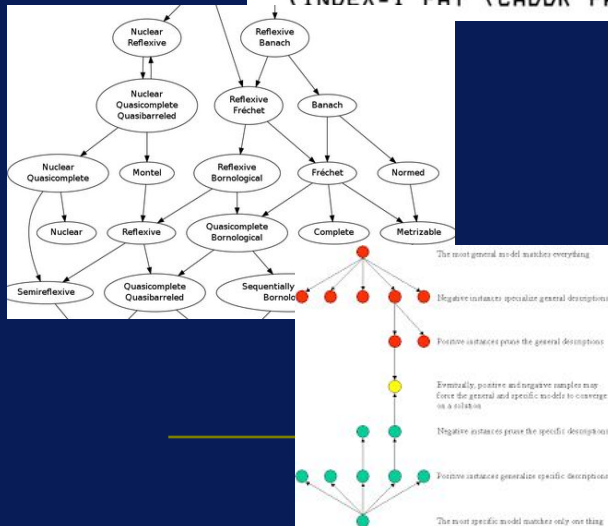 (INDEX-1 PAT (CADDR
Nuclear
Reflexive
Reflexive
Banach
Nuclear
Quasicomplete
Quasibarreled
Reflexive
Fréchet
Banach
Nuclear
Quasicomplete
Montel
Reflexive
Bornological
Fréchet
Normed
Nuclear
Reflexive
Quasicomplete
Bornological
Complete
Metrizable
Semireflexive
Quasicomplete
Quasibarreled
Sequentially
Bornolo
The most general model matches everything
Negative instances specialize general descriptions
Positive instances prune the general descriptions
Eventually, positive and negative samples may
force the general and specific models to converge
on a solution
Negative instances prune the specific descriptions
Positive instances generalize specific descriptions
The most specific model matches only one thing